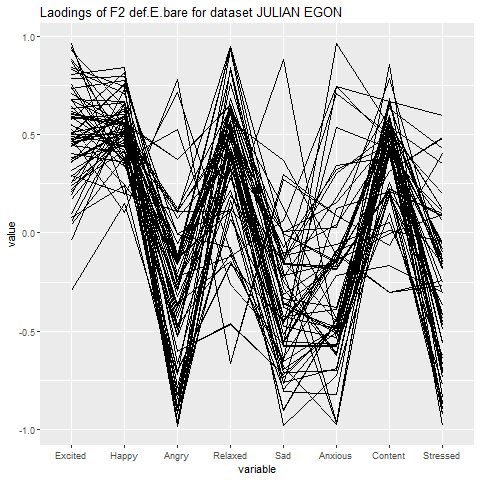 Laodings of F2 def.E.bare for dataset JULIAN EGON
value
1.0
0.5
0.0
-0.5
-1.0
Excited Happy Angry Relaxed Sad Anxious Content Stressed
variable